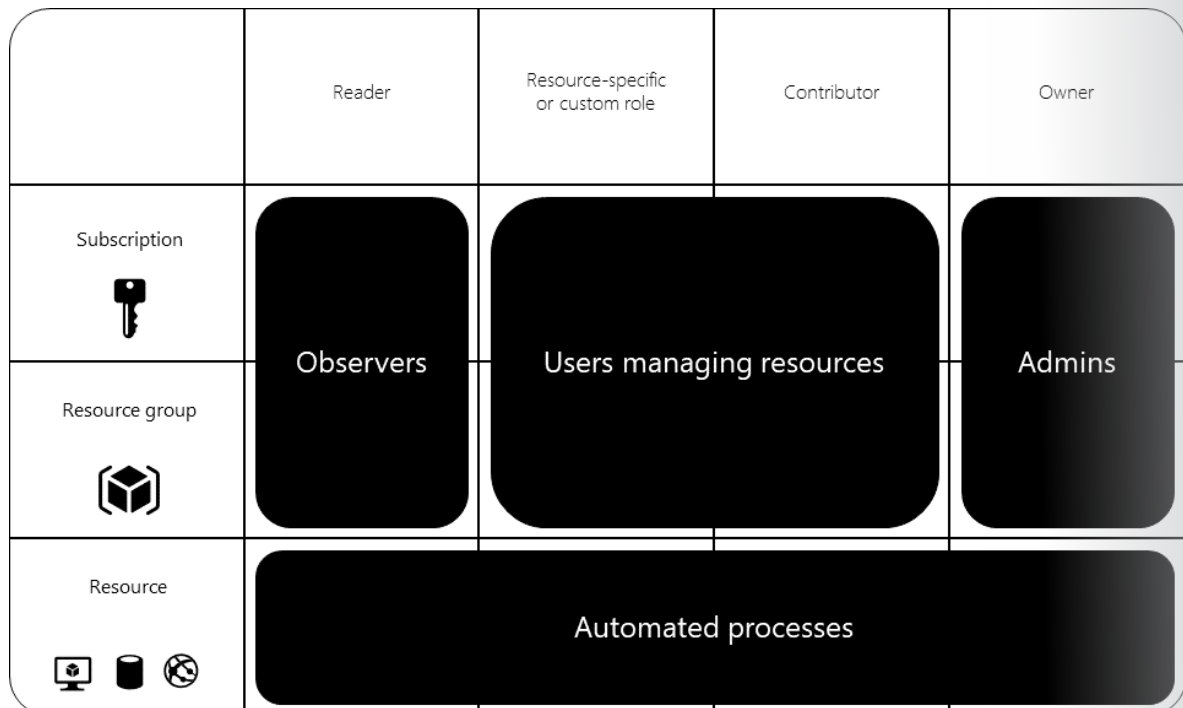 Reader
Resource-specific
or custom role
Contributor
Owner
Subscription
Observers
Users managing resources
Admins
Resource group
Resource
Automated processes